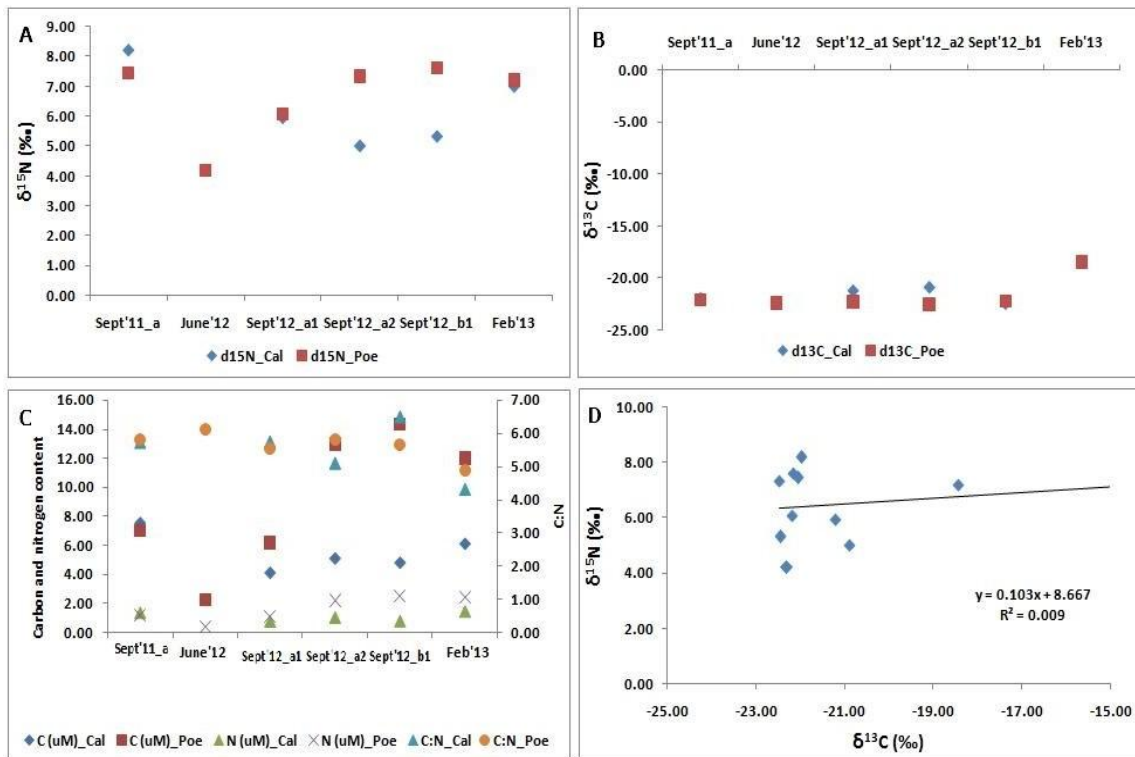 A
9.00
8.00
7.00
6.00
5.00
4.00
3.00
2.00
1.00
0.00
δ¹⁵N (‰)
Sept'11_a June'12 Sept'12_a1 Sept'12_a2 Sept'12_b1 Feb'13
d15N_Cal d15N_Poe
B
Sept'11_a June'12 Sept'12_a1 Sept'12_a2 Sept'12_b1 Feb'13
0.00
-5.00
-10.00
-15.00
-20.00
-25.00
δ¹³C (‰)
d13C_Cal d13C_Poe
C
16.00
14.00
12.00
10.00
8.00
6.00
4.00
2.00
0.00
Carbon and nitrogen content
7.00
6.00
5.00
4.00
3.00
2.00
1.00
0.00
C:N
Sept'11_a June'12 Sept'12_a1 Sept'12_a2 Sept'12_b1 Feb'13
C (uM)_Cal C (uM)_Poe N (uM)_Cal N (uM)_Poe C:N_Cal C:N_Poe
D
10.00
8.00
6.00
4.00
2.00
0.00
δ¹⁵N (‰)
y = 0.103x + 8.667
R² = 0.009
-25.00 -23.00 -21.00 -19.00 -17.00 -15.00
δ¹³C (‰)